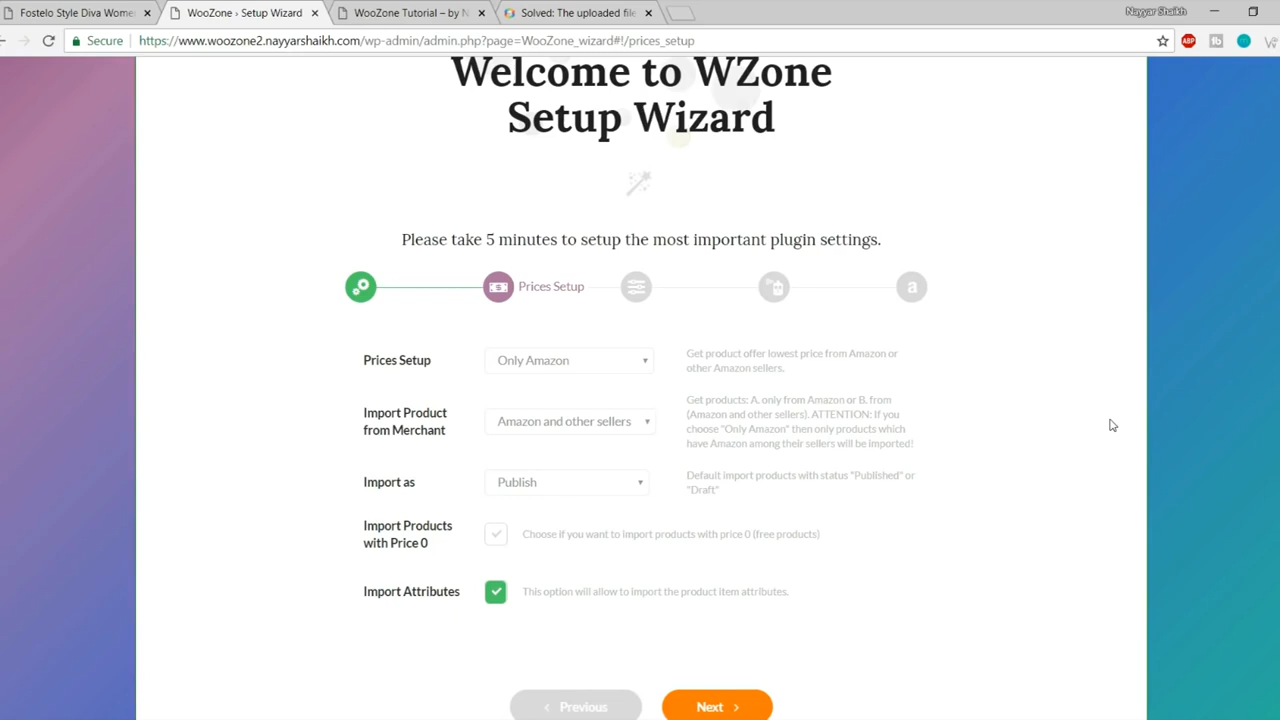 Fostelo Style Diva Wome
WooZone › Setup Wizard
WooZone Tutorial – by N
Solved: The uploaded file
Nayyar Shaikh
Secure
https://www.woozone2.nayyarshaikh.com/wp-admin/admin.php?page=WooZone_wizard#!/prices_setup
ABP
Welcome to WZone
Setup Wizard
Please take 5 minutes to setup the most important plugin settings.
Prices Setup
a
Prices Setup
Only Amazon
Get product offer lowest price from Amazon or
other Amazon sellers.
Import Product
from Merchant
Amazon and other sellers
Get products: A. only from Amazon or B. from
(Amazon and other sellers). ATTENTION: If you
choose "Only Amazon" then only products which
have Amazon among their sellers will be imported!
Import as
Publish
Default import products with status "Published" or
"Draft"
Import Products
with Price 0
Choose if you want to import products with price 0 (free products)
Import Attributes
This option will allow to import the product item attributes.
‹ Previous
Next ›